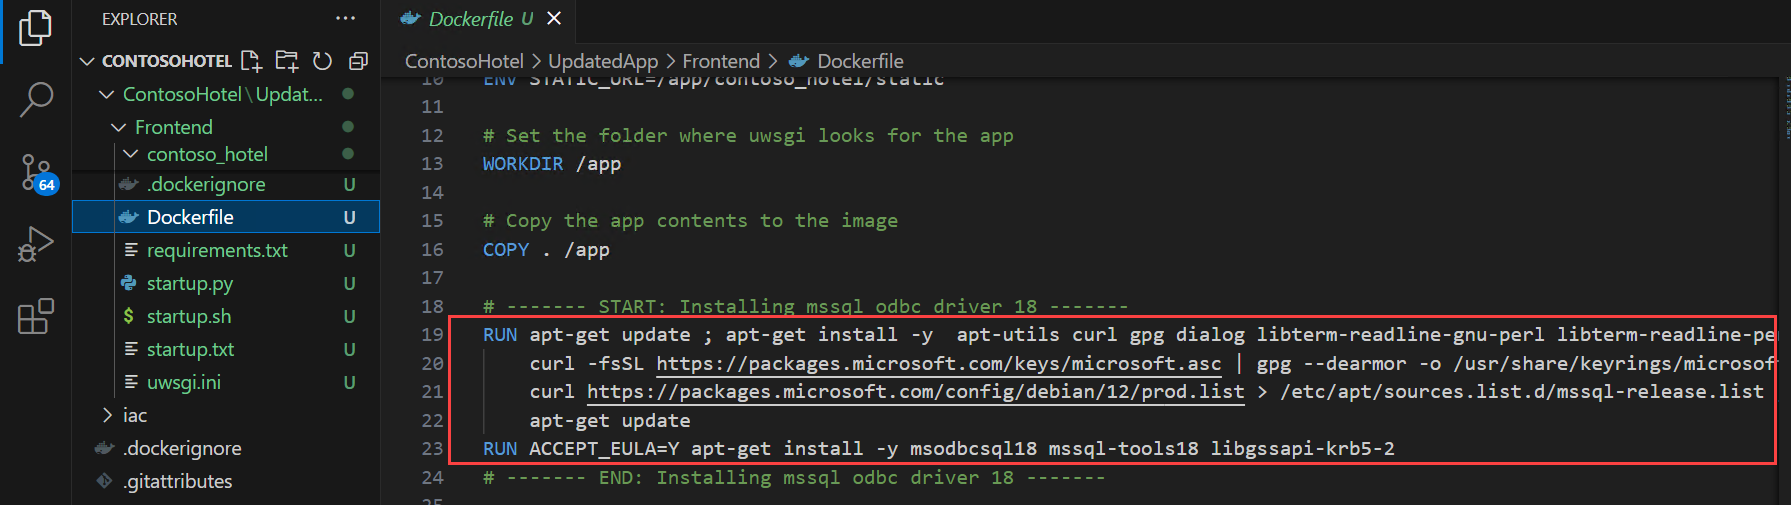 EXPLORER ...
CONTOSOHOTEL
ContosoHotel\Updat...
Frontend
contoso_hotel
.dockerignore U
Dockerfile U
requirements.txt U
startup.py U
startup.sh U
startup.txt U
uwsgi.ini U
iac
.dockerignore
.gitattributes
64
Dockerfile U
ContosoHotel > UpdatedApp > Frontend > Dockerfile
10 ENV STATIC_URL=/app/contoso_hotel/static
11
12 # Set the folder where uwsgi looks for the app
13 WORKDIR /app
14
15 # Copy the app contents to the image
16 COPY . /app
17
18 # ------- START: Installing mssql odbc driver 18 -------
19 RUN apt-get update ; apt-get install -y  apt-utils curl gpg dialog libterm-readline-gnu-perl libterm-readline-pe
20 curl -fsSL https://packages.microsoft.com/keys/microsoft.asc | gpg --dearmor -o /usr/share/keyrings/microsof
21 curl https://packages.microsoft.com/config/debian/12/prod.list > /etc/apt/sources.list.d/mssql-release.list
22 apt-get update
23 RUN ACCEPT_EULA=Y apt-get install -y msodbcsql18 mssql-tools18 libgssapi-krb5-2
24 # ------- END: Installing mssql odbc driver 18 -------
25